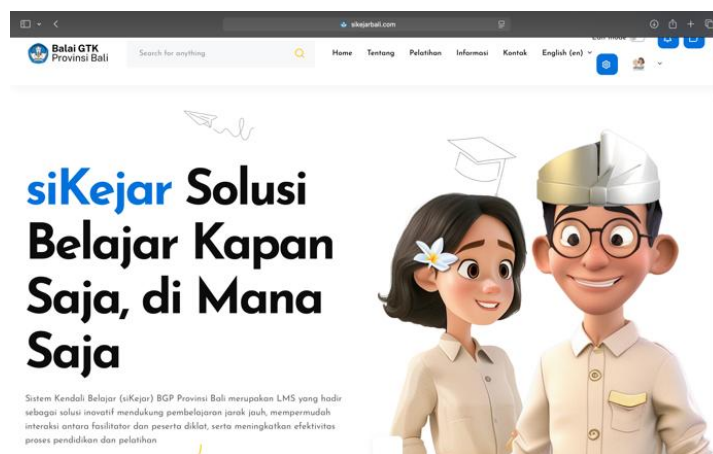 sikejarbali.com
Edit mode
Balai GTK
Provinsi Bali
Search for anything
Home Tentang Pelatihan Informasi Kontak English (en)
siKejar Solusi
Belajar Kapan
Saja, di Mana
Saja
Sistem Kendali Belajar (siKejar) BGP Provinsi Bali merupakan LMS yang hadir
sebagai solusi inovatif mendukung pembelajaran jarak jauh, mempermudah
interaksi antara fasilitator dan peserta diklat, serta meningkatkan efektivitas
proses pendidikan dan pelatihan